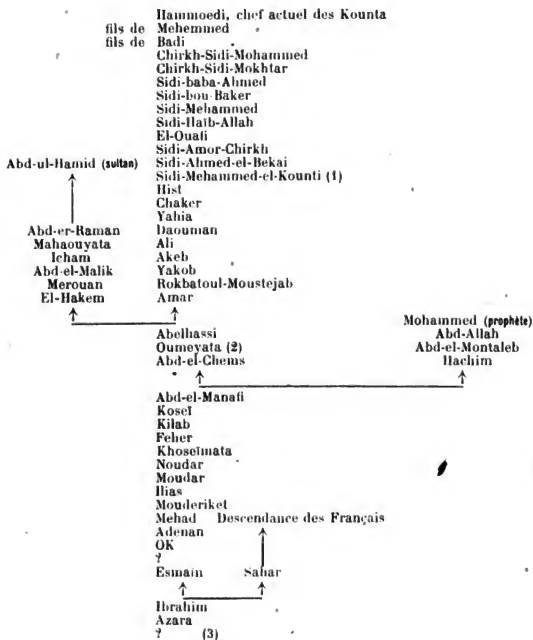 Hammoedi, chef actuel des Kounta
fils de Mehemmed
fils de Badi
Chirkh-Sidi-Mohammed
Chirkh-Sidi-Mokhtar
Sidi-baba-Ahmed
Sidi-bou-Baker
Sidi-Mehammed
Sidi-Haïb-Allah
El-Ouafi
Sidi-Amor-Chirkh
Abd-ul-Hamid (sultan) Sidi-Ahmed-el-Bekai
Sidi-Mehammed-el-Kounti (1)
Hist
Chaker
Yahia
Abd-er-Raman Daouman
Mahaouyata Ali
Icham Akeb
Abd-el-Malik Yakob
Merouan Rokbatoul-Moustejab
El-Hakem Amar
Mohammed (prophète)
Abelhassi Abd-Allah
Oumeyata (2) Abd-el-Montaleb
Abd-el-Chems Hachim
Abd-el-Manafi
Koseï
Kilab
Feher
Khoseïmata
Noudar
Moudar
Ilias
Mouderiket
Mehad Descendance des Français
Adenan
OK
?
Esmaïn Sahar
Ibrahim
Azara
? (3)